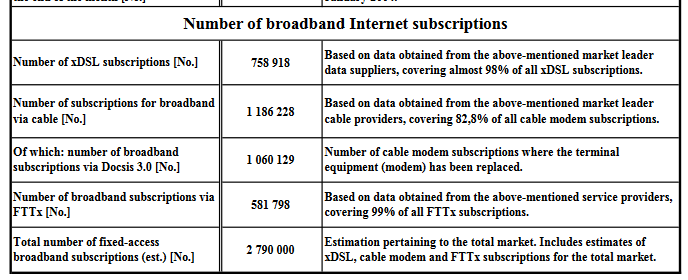 Number of broadband Internet subscriptions
Number of xDSL subscriptions [No.]
758 918
Based on data obtained from the above-mentioned market leader
data suppliers, covering almost 98% of all xDSL subscriptions.
Number of subscriptions for broadband
via cable [No.]
1 186 228
Based on data obtained from the above-mentioned market leader
cable providers, covering 82,8% of all cable modem subscriptions.
Of which: number of broadband
subscriptions via Docsis 3.0 [No.]
1 060 129
Number of cable modem subscriptions where the terminal
equipment (modem) has been replaced.
Number of broadband subscriptions via
FTTx [No.]
581 798
Based on data obtained from the above-mentioned service providers,
covering 99% of all FTTx subscriptions.
Total number of fixed-access
broadband subscriptions (est.) [No.]
2 790 000
Estimation pertaining to the total market. Includes estimates of
xDSL, cable modem and FTTx subscriptions for the total market.